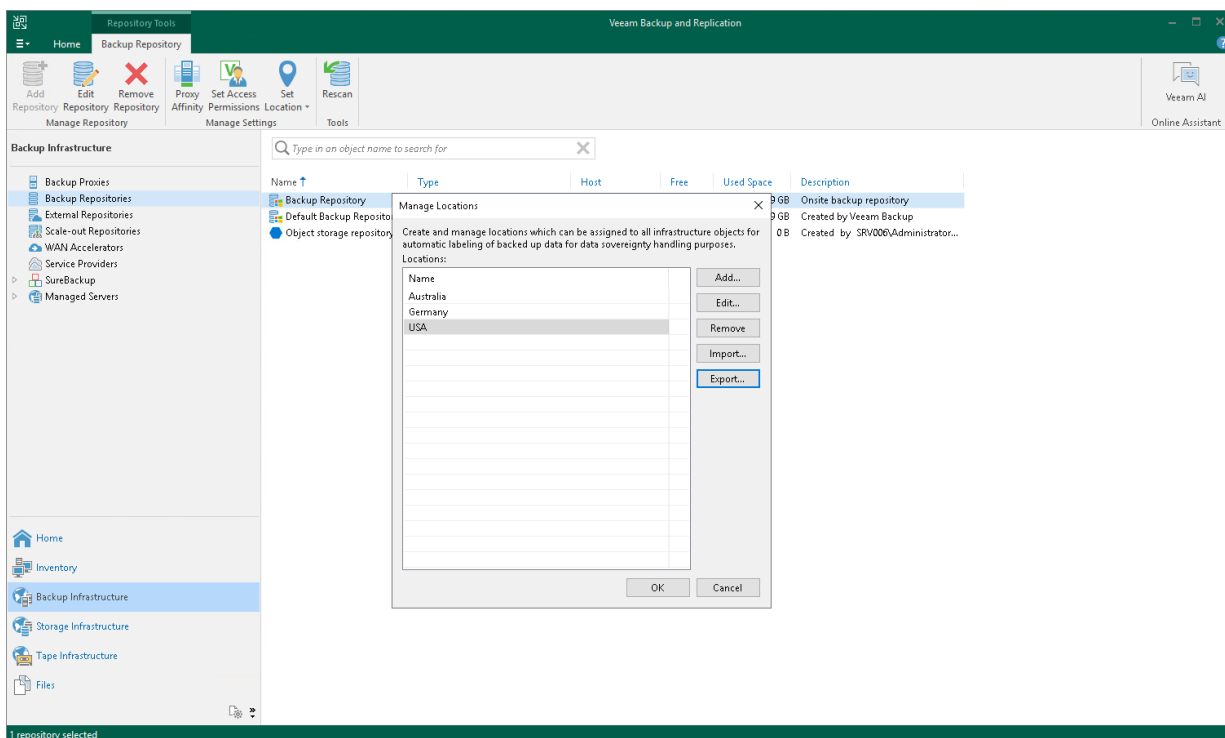 Repository Tools
Veeam Backup and Replication
Home
Backup Repository
Add Repository
Edit Repository
Remove Repository
Proxy Affinity
Set Access Permissions
Set Location
Rescan
Veeam AI
Manage Repository
Manage Settings
Tools
Online Assistant
Backup Infrastructure
Type in an object name to search for
Backup Proxies
Backup Repositories
External Repositories
Scale-out Repositories
WAN Accelerators
Service Providers
SureBackup
Managed Servers
Name
Type
Host
Free
Used Space
Description
Backup Repository
9 GB
Onsite backup repository
Default Backup Reposito
9 GB
Created by Veeam Backup
Object storage repository
0 B
Created by SRV006\Administrator...
Manage Locations
Create and manage locations which can be assigned to all infrastructure objects for
automatic labeling of backed up data for data sovereignty handling purposes.
Locations:
Name
Australia
Germany
USA
Add...
Edit...
Remove
Import...
Export...
OK
Cancel
Home
Inventory
Backup Infrastructure
Storage Infrastructure
Tape Infrastructure
Files
1 repository selected